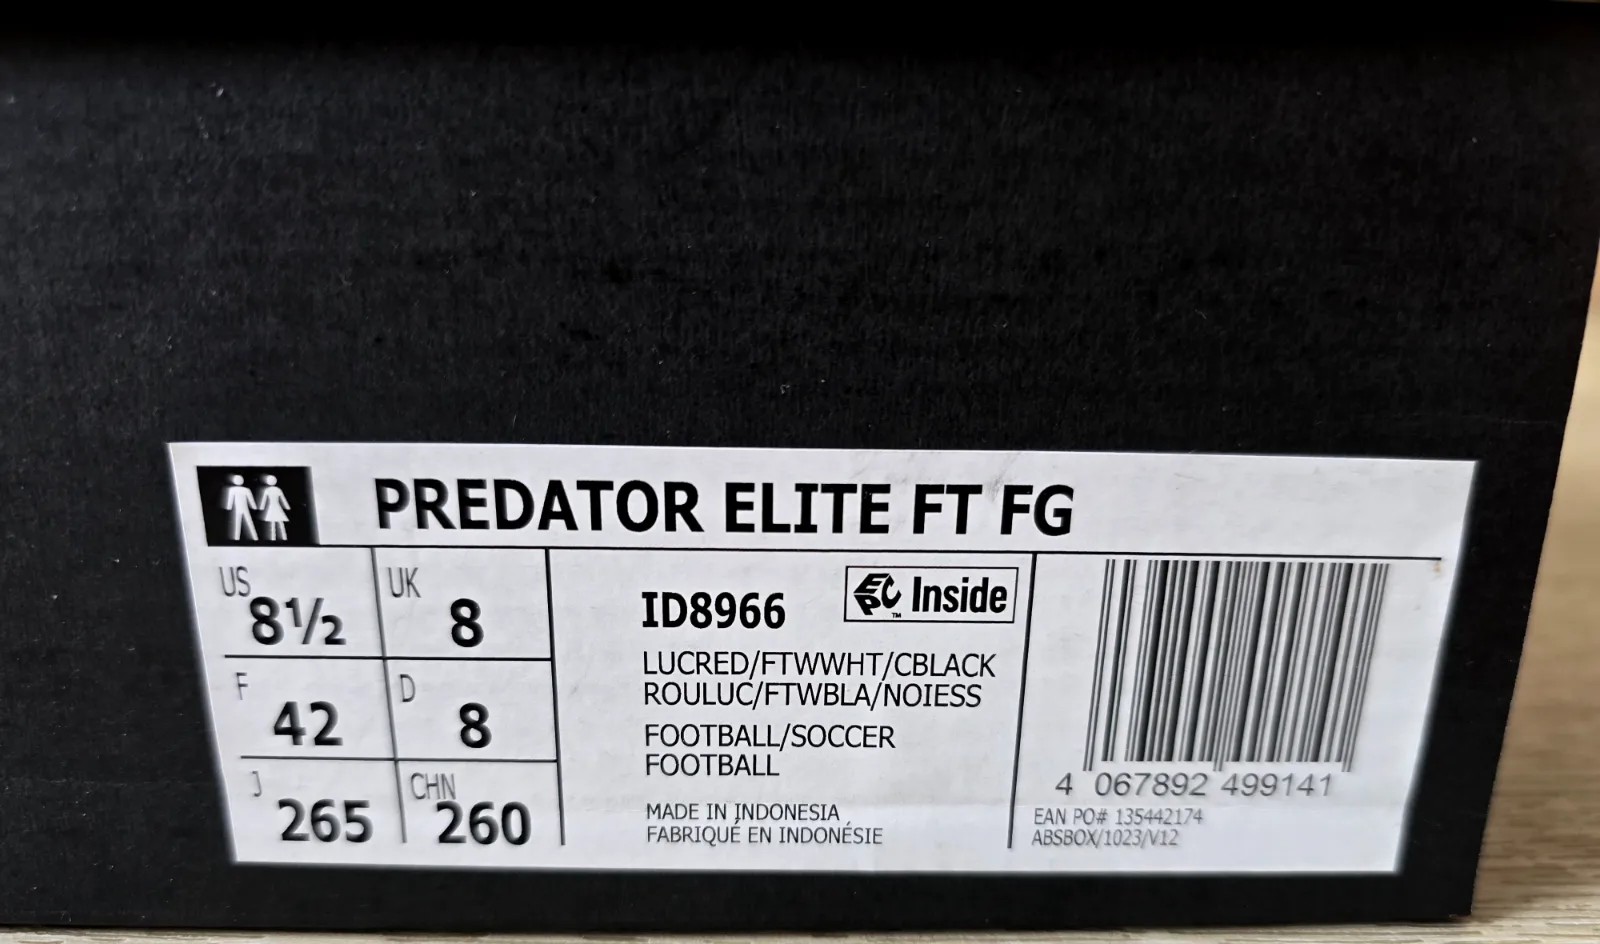 PREDATOR ELITE FT FG
US 8½ UK 8
F 42 D 8
J 265 CHN 260
ID8966
EPC Inside
TM
LUCRED/FTWWHT/CBLACK
ROULUC/FTWBLA/NOIESS
FOOTBALL/SOCCER
FOOTBALL
MADE IN INDONESIA
FABRIQUÉ EN INDONÉSIE
4 067892 499141
EAN PO# 135442174
ABSBOX/1023/V12